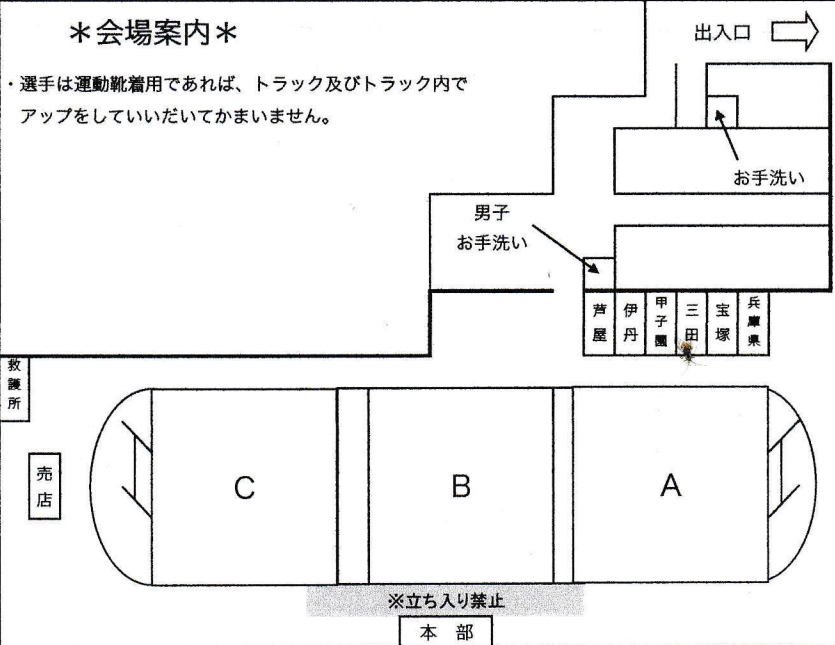 ＊会場案内＊
出入口
・選手は運動靴着用であれば、トラック及びトラック内で
アップをしていいだいてかまいません。
お手洗い
男子
お手洗い
芦屋
伊丹
甲子園
三田
宝塚
兵庫県
救護所
売店
C
B
A
※立ち入り禁止
本 部